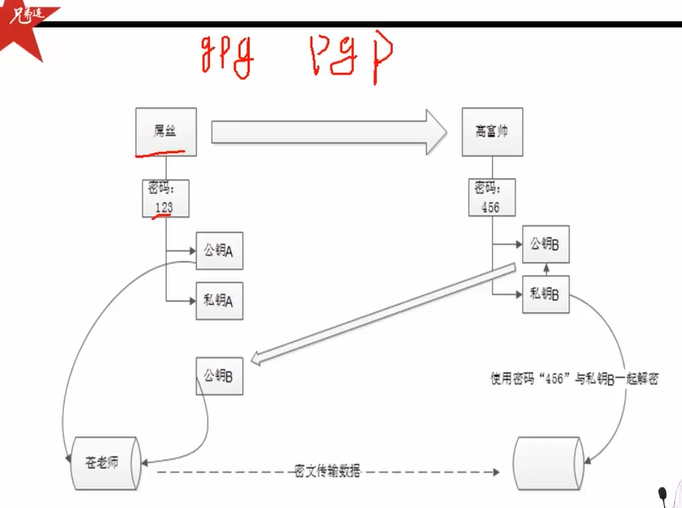 兄弟连
gpg pgp
屌丝
高富帅
密码:
123
密码:
456
公钥A
公钥B
私钥A
私钥B
公钥B
使用密码“456”与私钥B一起解密
苍老师
密文传输数据